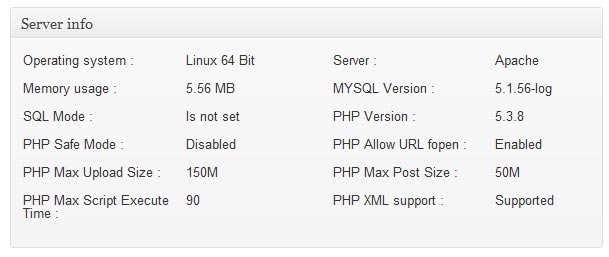 Server info
Operating system : Linux 64 Bit Server : Apache
Memory usage : 5.56 MB MYSQL Version : 5.1.56-log
SQL Mode : Is not set PHP Version : 5.3.8
PHP Safe Mode : Disabled PHP Allow URL fopen : Enabled
PHP Max Upload Size : 150M PHP Max Post Size : 50M
PHP Max Script Execute 90 PHP XML support : Supported
Time :